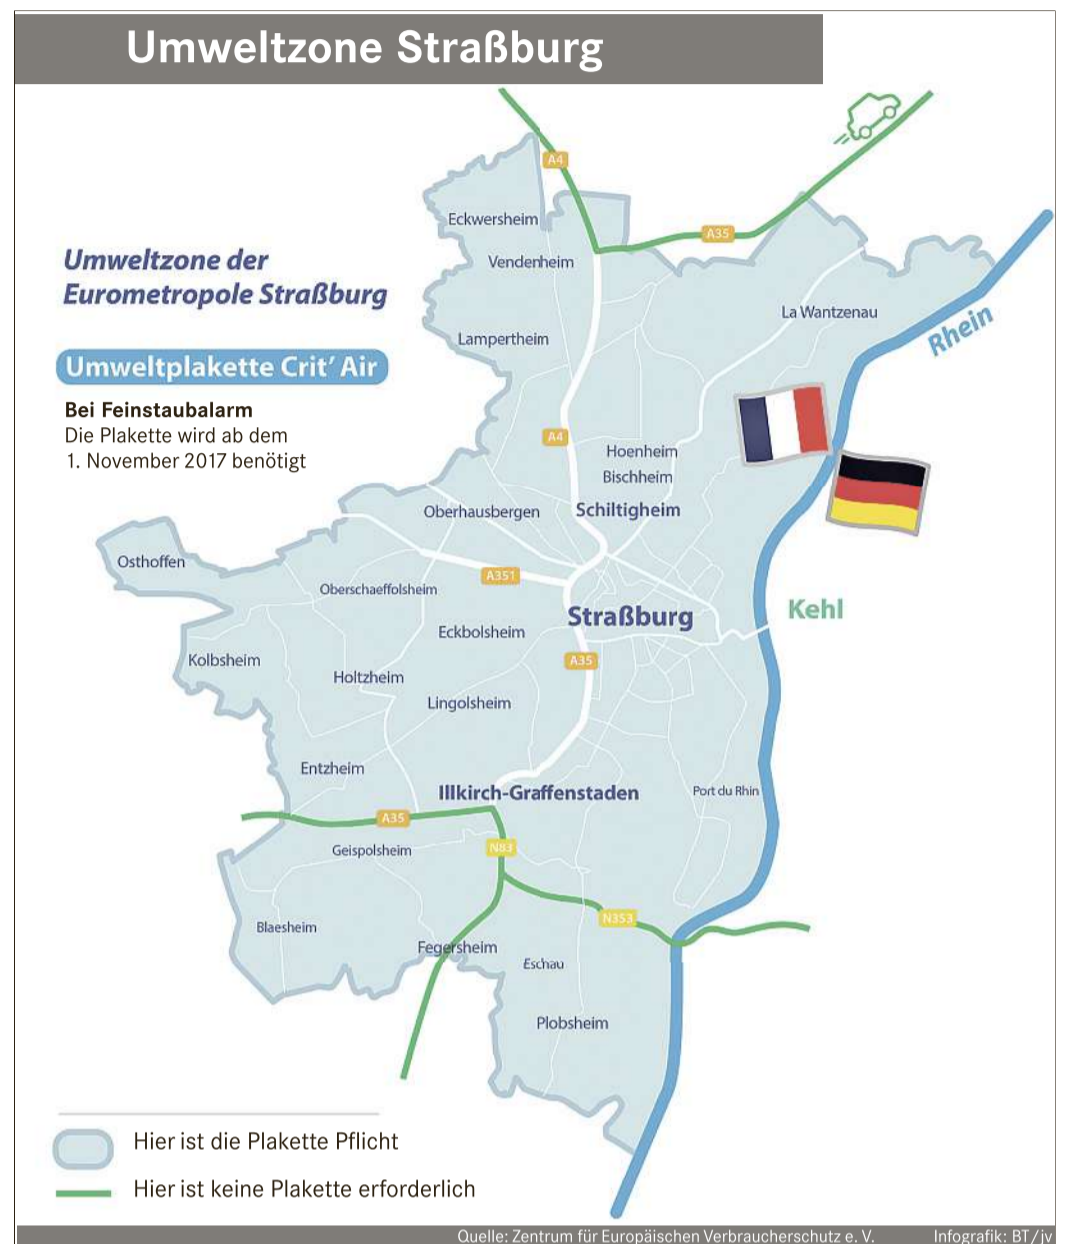 Umweltzone Straßburg
A4
Eckwersheim
A35
Umweltzone der
Eurometropole Straßburg
Vendenheim
La Wantzenau
Rhein
Lampertheim
Umweltplakette Crit’ Air
Bei Feinstaubalarm
Die Plakette wird ab dem
1. November 2017 benötigt
A4
Hoenheim
Bischheim
Oberhausbergen
Schiltigheim
Osthoffen
A351
Oberschaeffolsheim
Straßburg
Kehl
Eckbolsheim
A35
Kolbsheim
Holtzheim
Lingolsheim
Entzheim
Illkirch-Graffenstaden
Port du Rhin
A35
Geispolsheim
N83
N353
Blaesheim
Fegersheim
Eschau
Plobsheim
Hier ist die Plakette Pflicht
Hier ist keine Plakette erforderlich
Quelle: Zentrum für Europäischen Verbraucherschutz e. V. Infografik: BT/jv